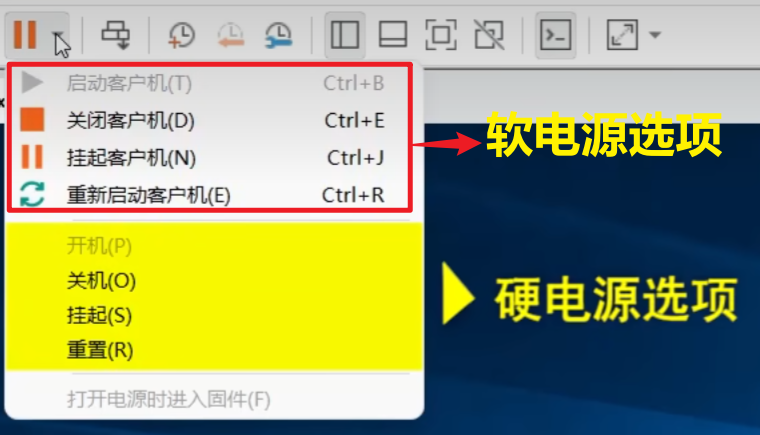 启动客户机(T) Ctrl+B
关闭客户机(D) Ctrl+E
挂起客户机(N) Ctrl+J
重新启动客户机(E) Ctrl+R
软电源选项
开机(P)
关机(O)
挂起(S)
重置(R)
硬电源选项
打开电源时进入固件(F)